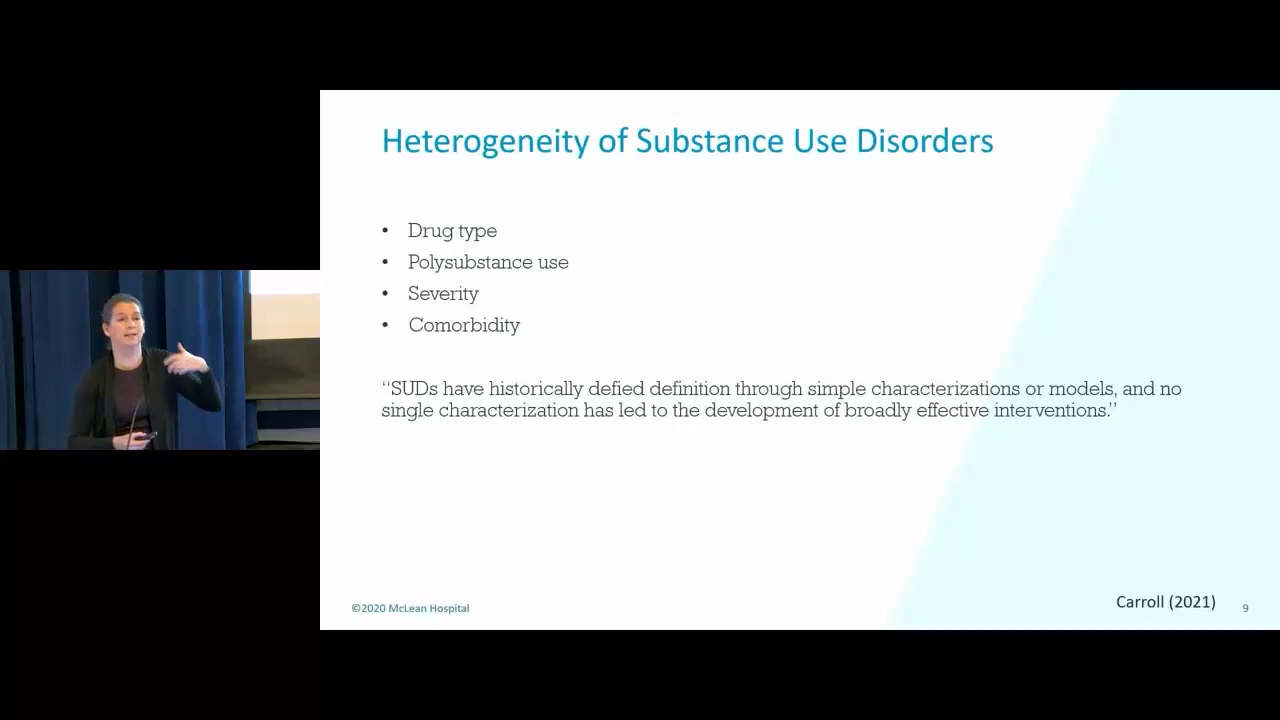 Heterogeneity of Substance Use Disorders
• Drug type
• Polysubstance use
• Severity
• Comorbidity
“SUDs have historically defied definition through simple characterizations or models, and no
single characterization has led to the development of broadly effective interventions.”
©2020 McLean Hospital
Carroll (2021)
9